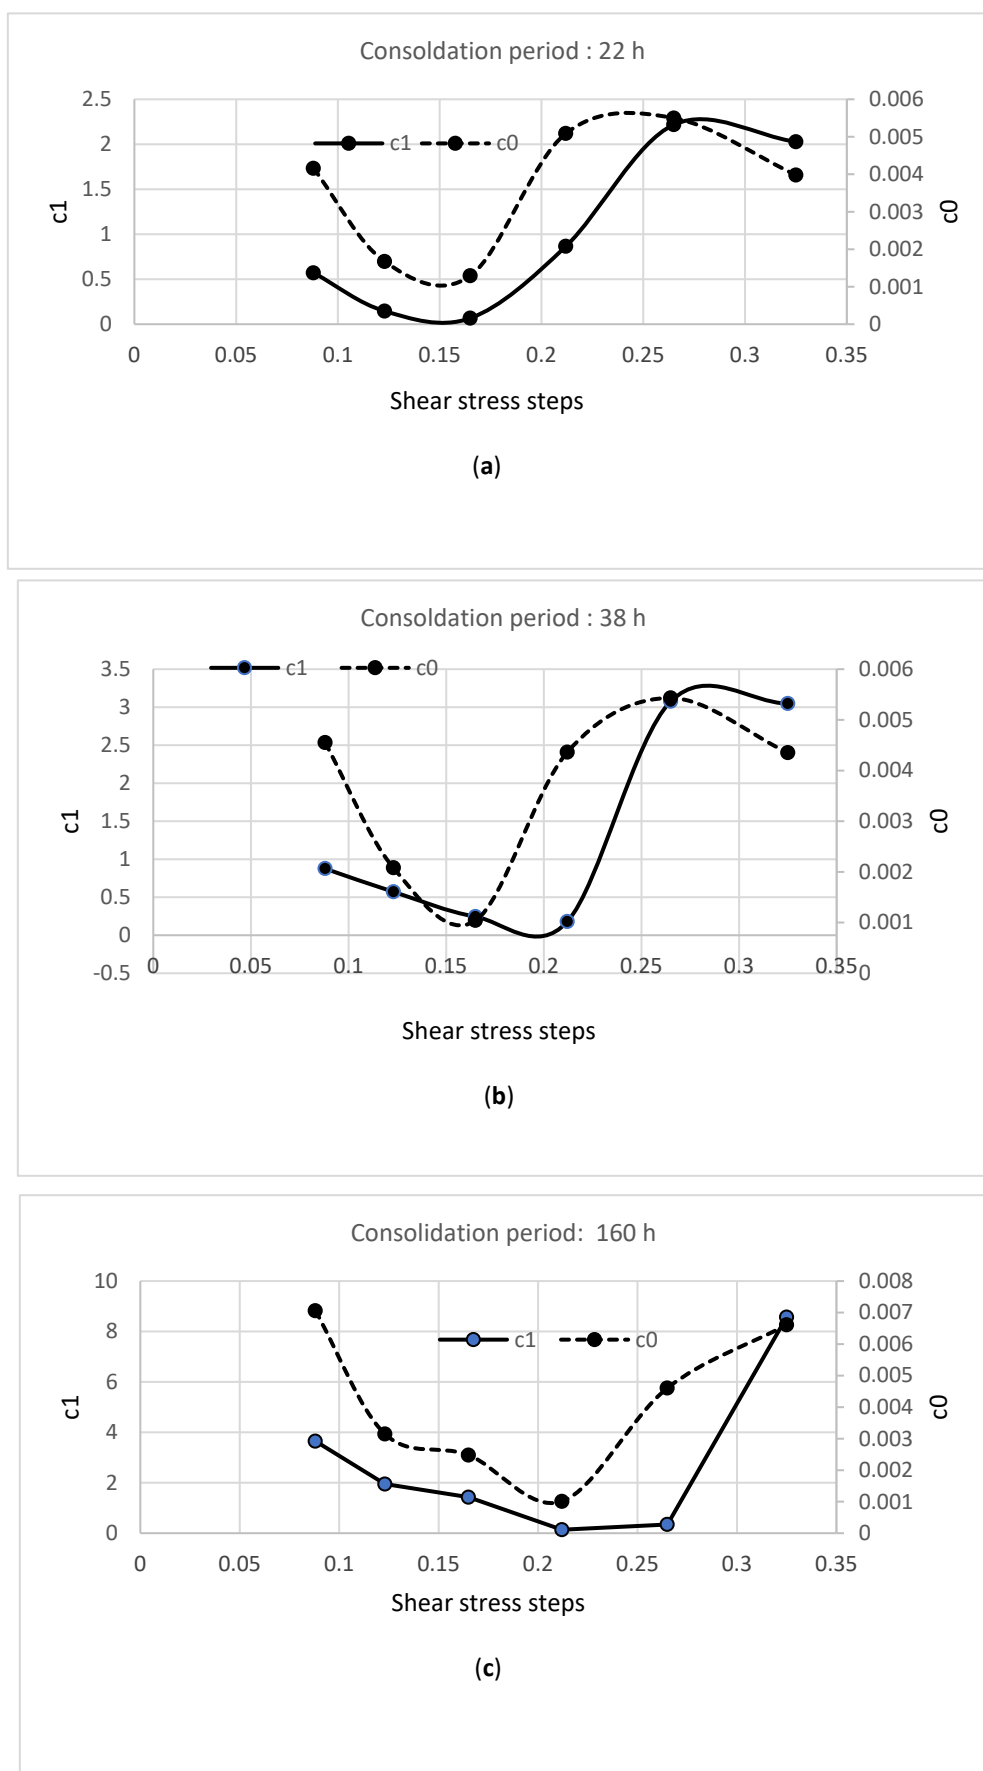 Consoldation period : 22 h
2.5
2
1.5
1
0.5
0
c1
c1
c0
0.006
0.005
0.004
0.003
0.002
0.001
0
c0
0 0.05 0.1 0.15 0.2 0.25 0.3 0.35
Shear stress steps
(a)
Consoldation period : 38 h
3.5
3
2.5
2
1.5
1
0.5
0
-0.5
c1
c1
c0
0.006
0.005
0.004
0.003
0.002
0.001
0
c0
0 0.05 0.1 0.15 0.2 0.25 0.3 0.35
Shear stress steps
(b)
Consolidation period: 160 h
10
8
6
4
2
0
c1
c1
c0
0.008
0.007
0.006
0.005
0.004
0.003
0.002
0.001
0
c0
0 0.05 0.1 0.15 0.2 0.25 0.3 0.35
Shear stress steps
(c)